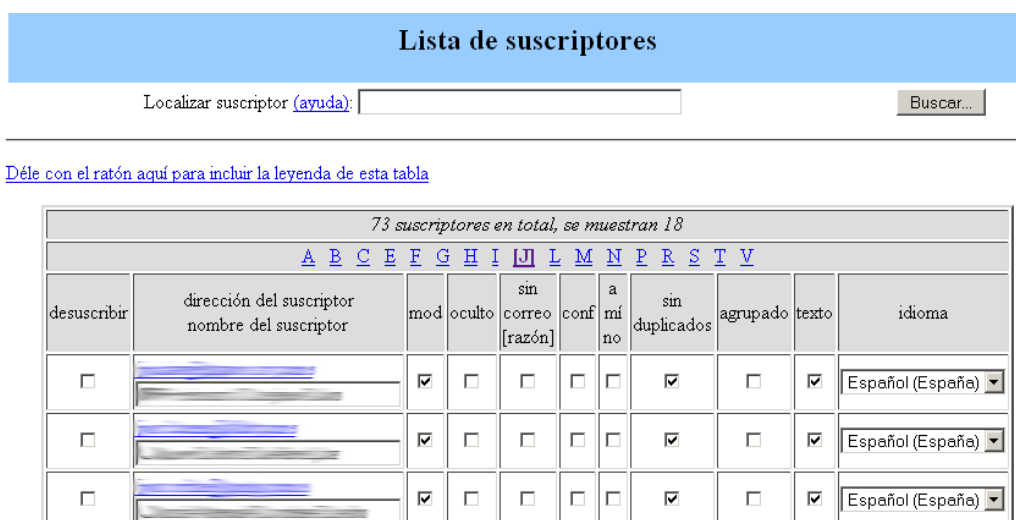 Lista de suscriptores
Localizar suscriptor (ayuda): Buscar...
Déle con el ratón aquí para incluir la leyenda de esta tabla
73 suscriptores en total, se muestran 18
A B C E F G H I [J] L M N P R S T V
desuscribir dirección del suscriptor nombre del suscriptor mod oculto sin correo [razón] conf a mí no sin duplicados agrupado texto idioma
Español (España)
Español (España)
Español (España)